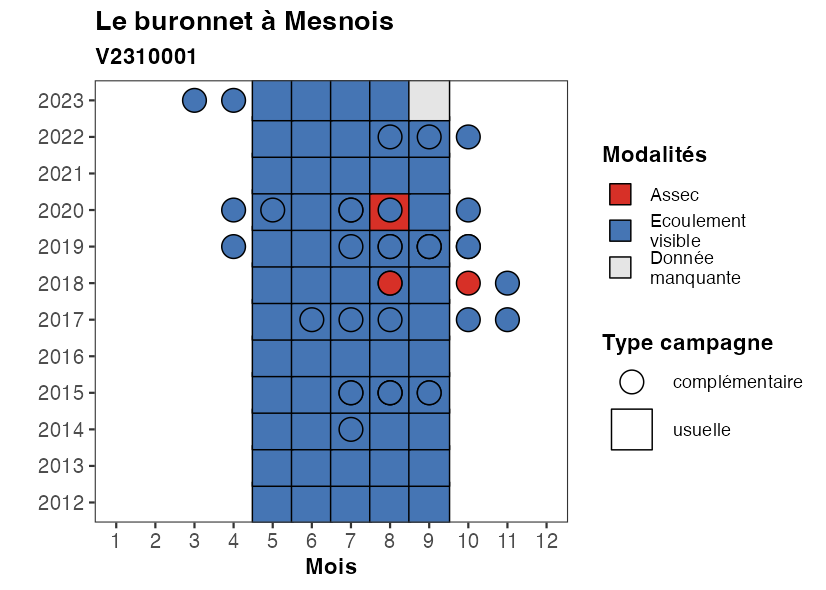 Le buronnet à Mesnois
V2310001
2023
2022
2021
2020
2019
2018
2017
2016
2015
2014
2013
2012
1 2 3 4 5 6 7 8 9 10 11 12
Mois
Modalités
Assec
Ecoulement
visible
Donnée
manquante
Type campagne
complémentaire
usuelle